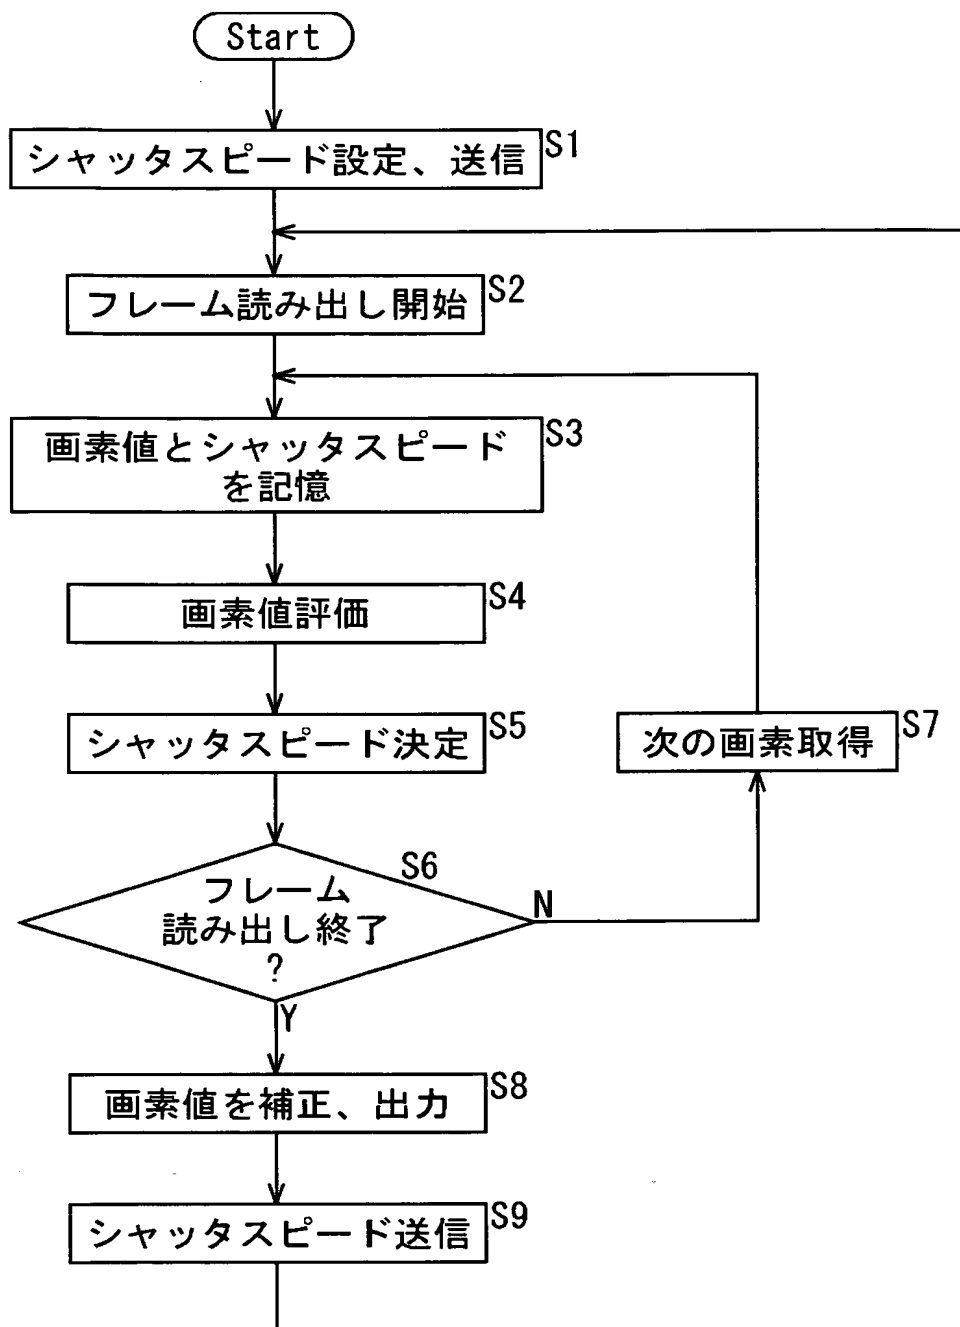 Start
シャッタスピード設定、送信 S1
フレーム読み出し開始 S2
画素値とシャッタスピード S3
を記憶
画素値評価 S4
シャッタスピード決定 S5
次の画素取得 S7
S6
フレーム
読み出し終了
?
N
Y
画素値を補正、出力 S8
シャッタスピード送信 S9